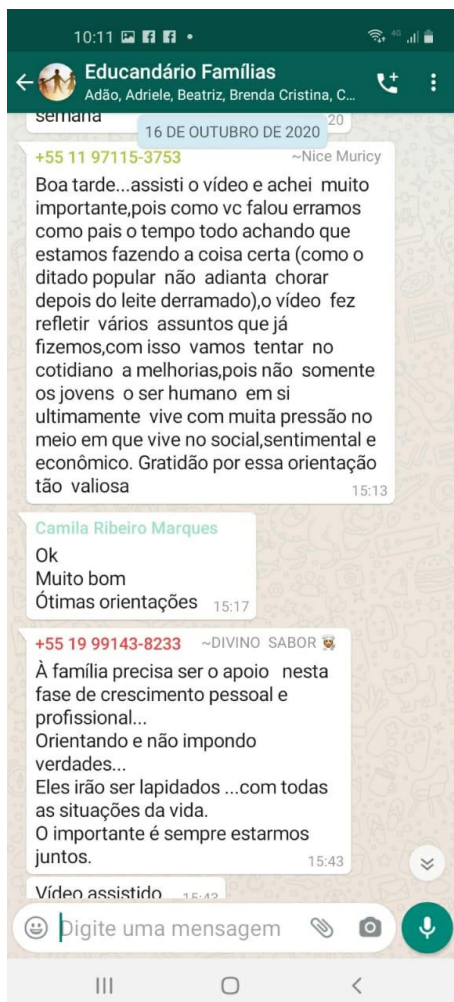 10:11
4G
Educandário Famílias
Adão, Adriele, Beatriz, Brenda Cristina, C...
semana
20
16 DE OUTUBRO DE 2020
+55 11 97115-3753 ~Nice Muricy
Boa tarde...assisti o vídeo e achei muito
importante,pois como vc falou erramos
como pais o tempo todo achando que
estamos fazendo a coisa certa (como o
ditado popular não adianta chorar
depois do leite derramado),o vídeo fez
refletir vários assuntos que já
fizemos,com isso vamos tentar no
cotidiano a melhorias,pois não somente
os jovens o ser humano em si
ultimamente vive com muita pressão no
meio em que vive no social,sentimental e
econômico. Gratidão por essa orientação
tão valiosa
15:13
Camila Ribeiro Marques
Ok
Muito bom
Ótimas orientações 15:17
+55 19 99143-8233 ~DIVINO SABOR
À família precisa ser o apoio nesta
fase de crescimento pessoal e
profissional...
Orientando e não impondo
verdades...
Eles irão ser lapidados ...com todas
as situações da vida.
O importante é sempre estarmos
juntos. 15:43
Vídeo assistido 15:43
Digite uma mensagem